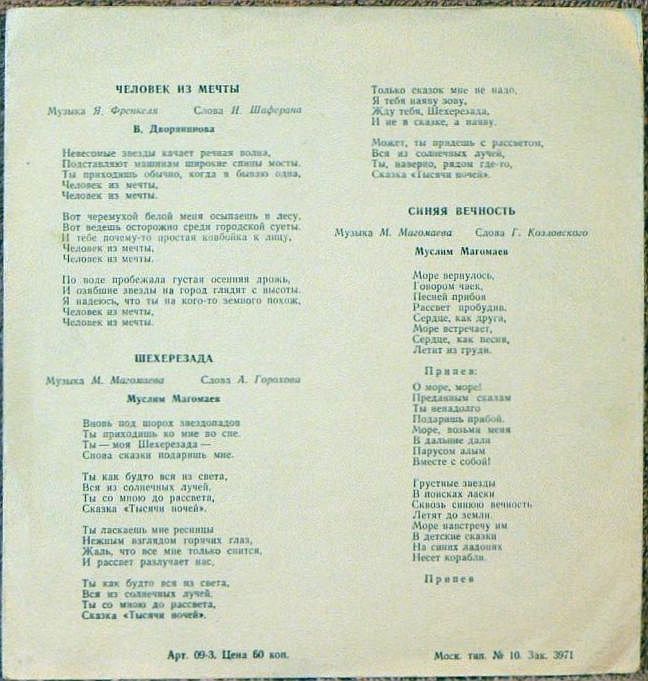 ЧЕЛОВЕК ИЗ МЕЧТЫ
Музыка Я. Френкеля Слова И. Шаферана
В. Дворянинова
Невесомые звезды качает речная волна,
Подставляют машинам широкие спины мосты.
Ты приходишь обычно, когда я бываю одна,
Человек из мечты,
Человек из мечты.
Вот черемухой белой меня осыпаешь в лесу,
Вот ведешь осторожно среди городской суеты.
И тебе почему-то простая ковбойка к лицу,
Человек из мечты,
Человек из мечты.
По воде пробежала густая осенняя дрожь,
И озябшие звезды на город глядят с высоты.
Я надеюсь, что ты на кого-то земного похож,
Человек из мечты,
Человек из мечты.
ШЕХЕРЕЗАДА
Музыка М. Магомаева Слова А. Горохова
Муслим Магомаев
Вновь под шорох звездопадов
Ты приходишь ко мне во сне.
Ты — моя Шехерезада —
Снова сказки подаришь мне.
Ты как будто вся из света,
Вся из солнечных лучей.
Ты со мною до рассвета,
Сказка «Тысячи ночей».
Ты ласкаешь мне ресницы
Нежным взглядом горячих глаз,
Жаль, что все мне только снится,
И рассвет разлучает нас.
Ты как будто вся из света,
Вся из солнечных лучей.
Ты со мною до рассвета,
Сказка «Тысячи ночей».
Арт. 09-3. Цена 60 коп.
Только сказок мне не надо,
Я тебя наяву зову,
Жду тебя, Шехерезада,
И не в сказке, а наяву.
Может, ты придешь с рассветом,
Вся из солнечных лучей,
Ты, наверно, рядом где-то,
Сказка «Тысячи ночей».
СИНЯЯ ВЕЧНОСТЬ
Музыка М. Магомаева Слова Г. Козловского
Муслим Магомаев
Море вернулось,
Говором чаек,
Песней прибоя
Рассвет пробудив.
Сердце, как друга,
Море встречает,
Сердце, как песня,
Летит из груди.
Припев:
О море, море!
Преданным скалам
Ты ненадолго
Подаришь прибой.
Море, возьми меня
В дальние дали
Парусом алым
Вместе с собой!
Грустные звезды
В поисках ласки
Сквозь синюю вечность
Летят до земли.
Море навстречу им
В детские сказки
На синих ладонях
Несет корабли.
Припев
Моск. тип. № 10. Зак. 3971